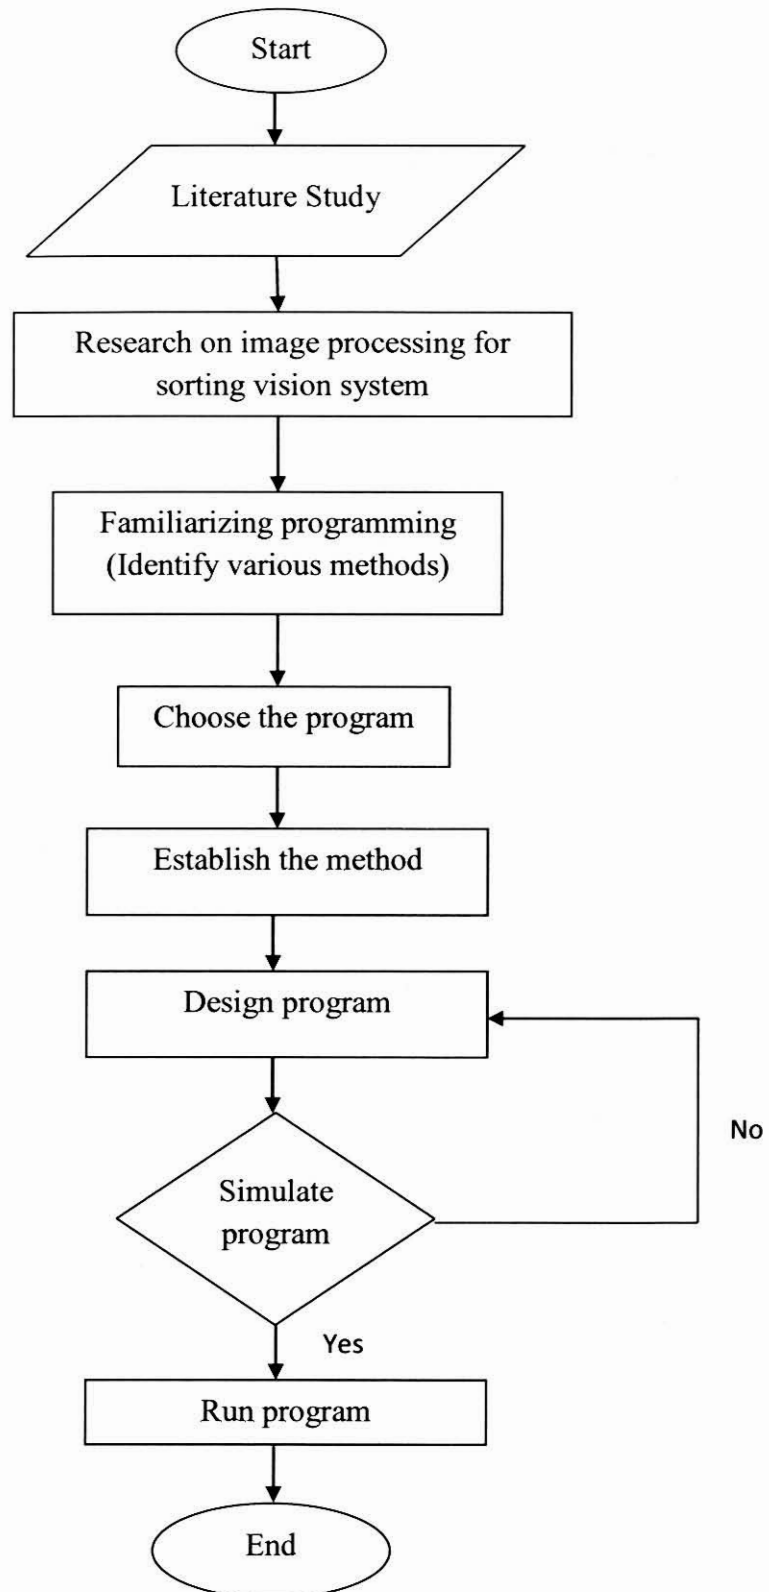 Start
Literature Study
Research on image processing for
sorting vision system
Familiarizing programming
(Identify various methods)
Choose the program
Establish the method
Design program
No
Simulate
program
Yes
Run program
End